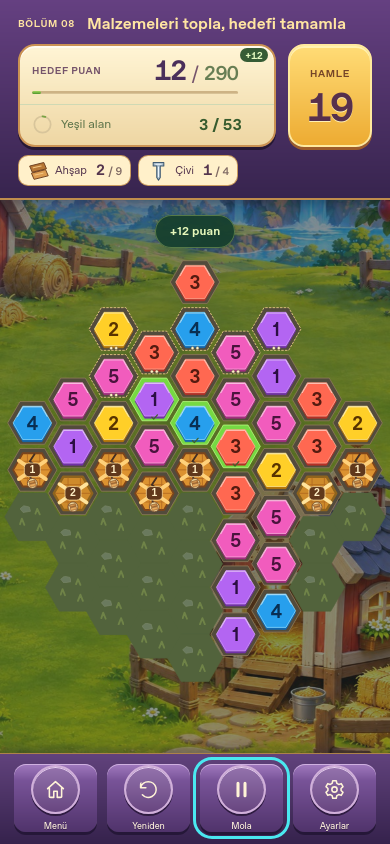 BÖLÜM 08 Malzemeleri topla, hedefi tamamla
+12
HEDEF PUAN 12 / 290
HAMLE
19
Yeşil alan 3 / 53
Ahşap 2 / 9 Çivi 1 / 4
+12 puan
3
2 4 1
3 5
5 3 1
5 1 5 3
4 2 4 5 2
1 5 3 3
1 1 1 2 1
2 1 3 2
5
5 5
1 4
1
Menü Yeniden Mola Ayarlar